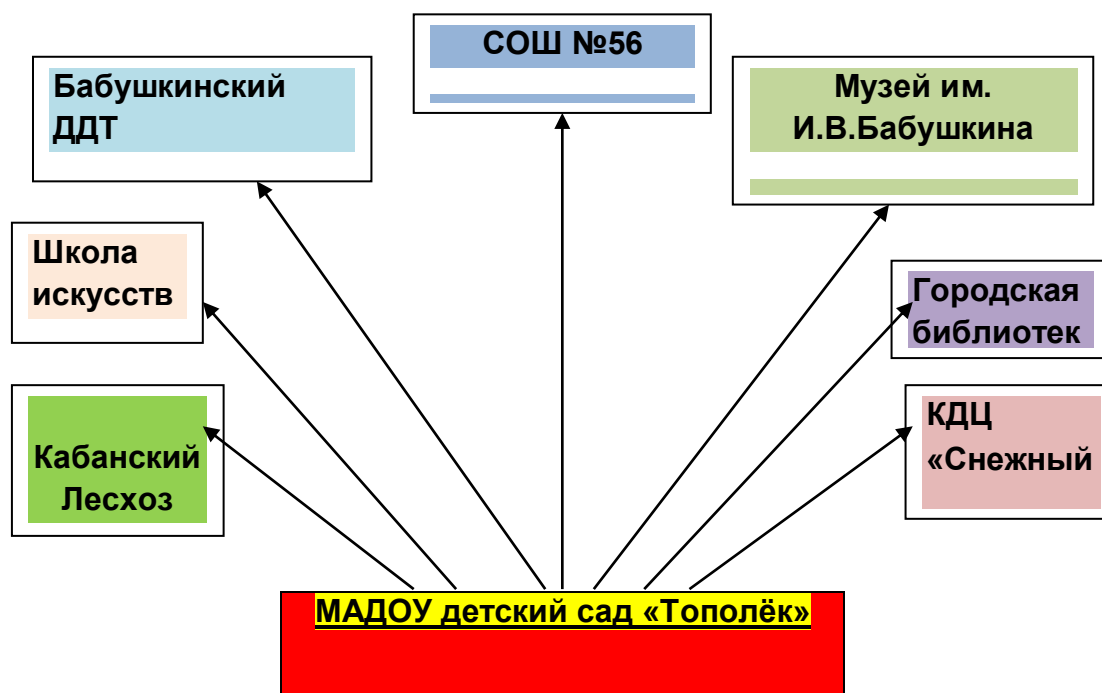 СОШ №56
Бабушкинский
ДДТ
Музей им.
И.В.Бабушкина
Школа
искусств
Городская
библиотек
Кабанский
Лесхоз
КДЦ
«Снежный
МАДОУ детский сад «Тополёк»